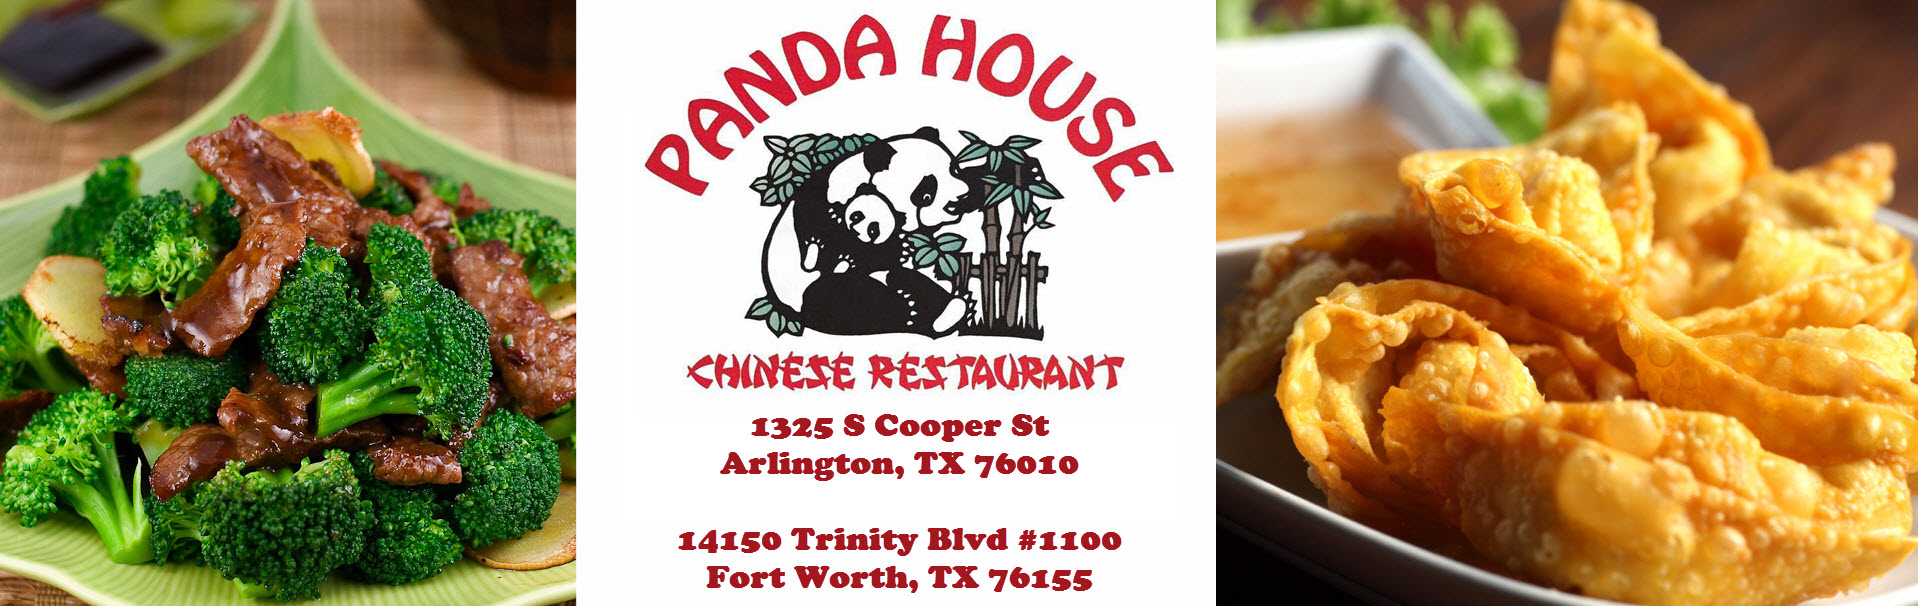 PANDA HOUSE
CHINESE RESTAURANT
1325 S Cooper St
Arlington, TX 76010
14150 Trinity Blvd #1100
Fort Worth, TX 76155